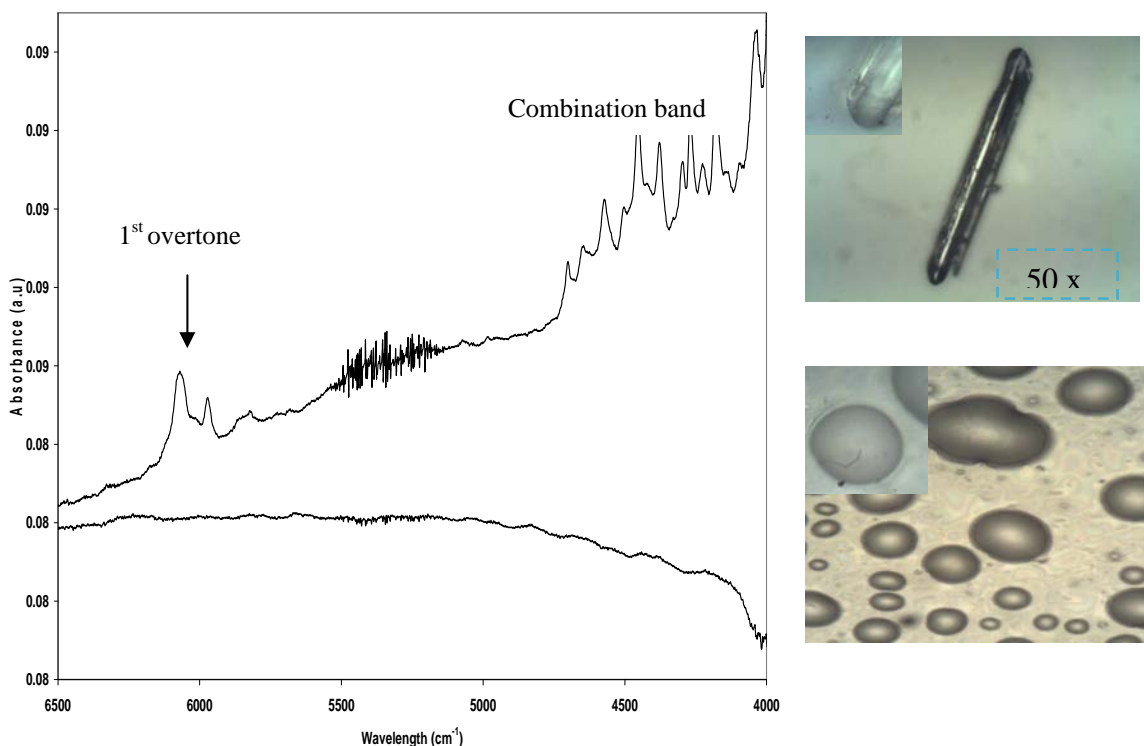 0.09
0.09
0.09
0.09
0.09
0.08
0.08
0.08
0.08
Absorbance (a.u)
Combination band
1st overtone
6500 6000 5500 5000 4500 4000
Wavelength (cm-1)
50 x